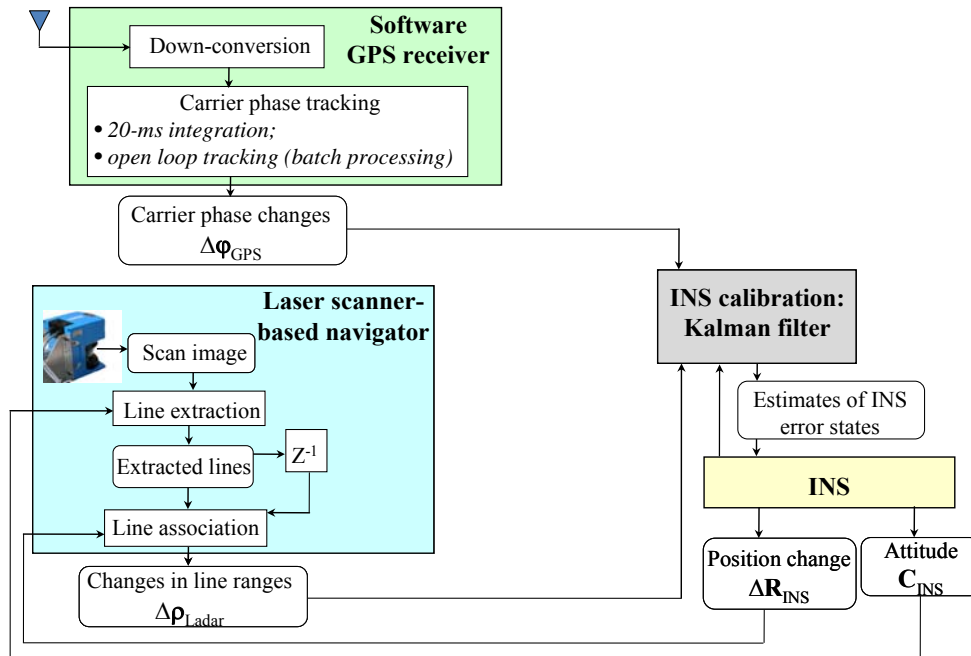 Software
GPS receiver
Down-conversion
Carrier phase tracking
• 20-ms integration;
• open loop tracking (batch processing)
Carrier phase changes
Δφ_GPS
Laser scanner-
based navigator
Scan image
Line extraction
Extracted lines
Z⁻¹
Line association
Changes in line ranges
Δρ_Ladar
INS calibration:
Kalman filter
Estimates of INS
error states
INS
Position change
ΔR_INS
Attitude
C_INS